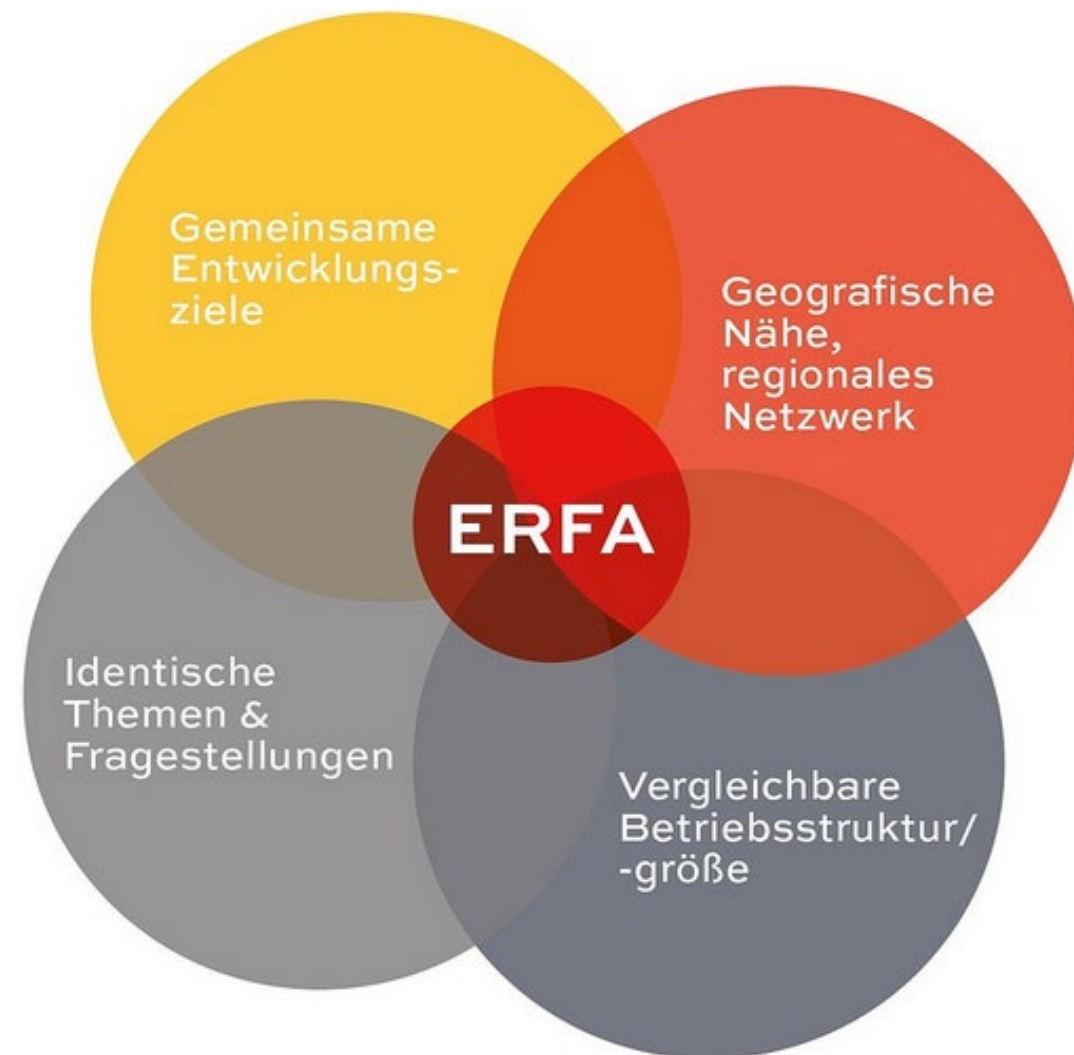 Gemeinsame
Entwicklungs-
ziele
Geografische
Nähe,
regionales
Netzwerk
ERFA
Identische
Themen &
Fragestellungen
Vergleichbare
Betriebsstruktur/
-größe